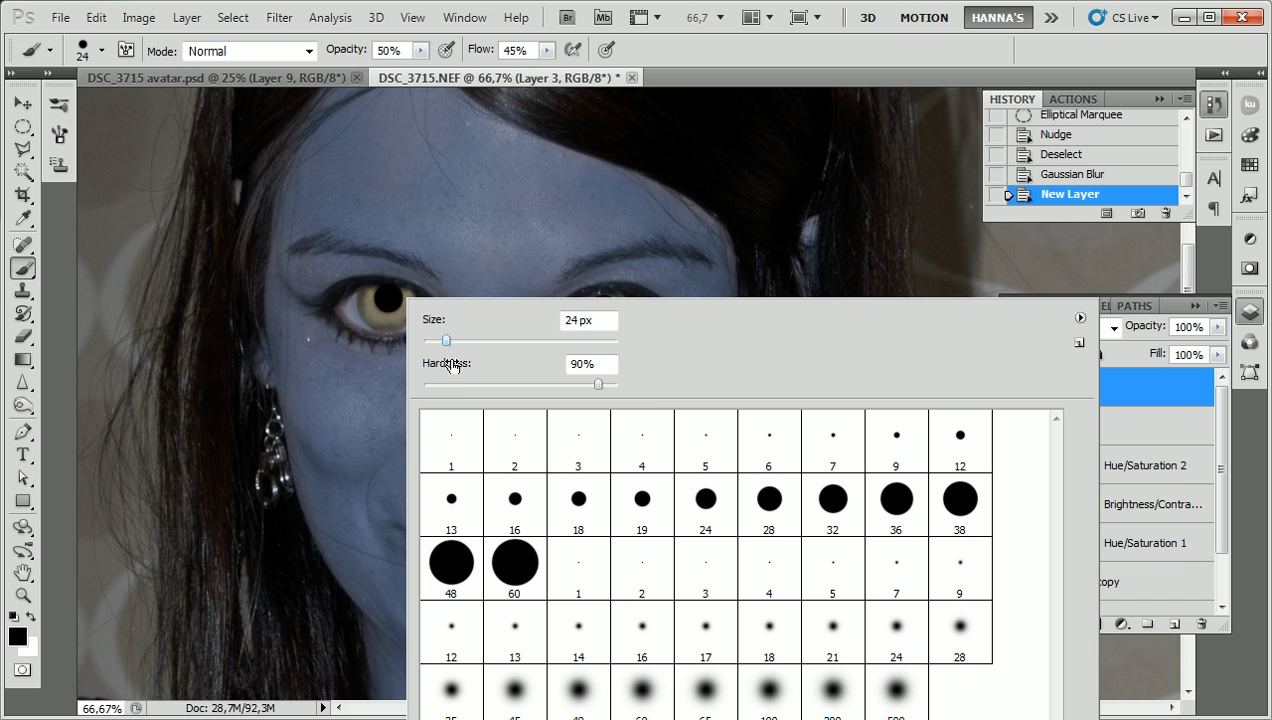 Ps File Edit Image Layer Select Filter Analysis 3D View Window Help Br Mb 66,7 3D MOTION HANNA'S CS Live
24 Mode: Normal Opacity: 50% Flow: 45%
DSC_3715 avatar.psd @ 25% (Layer 9, RGB/8*) DSC_3715.NEF @ 66,7% (Layer 3, RGB/8*) *
HISTORY ACTIONS
Elliptical Marquee
Nudge
Deselect
Gaussian Blur
New Layer
ku
A
fx
T
PATHS
Opacity: 100%
Fill: 100%
Hue/Saturation 2
Brightness/Contra...
Hue/Saturation 1
copy
Size: 24 px
Hardness: 90%
1 2 3 4 5 6 7 9 12
13 16 18 19 24 28 32 36 38
48 60 1 2 3 4 5 7 9
12 13 14 16 17 18 21 24 28
66,67% Doc: 28,7M/92,3M